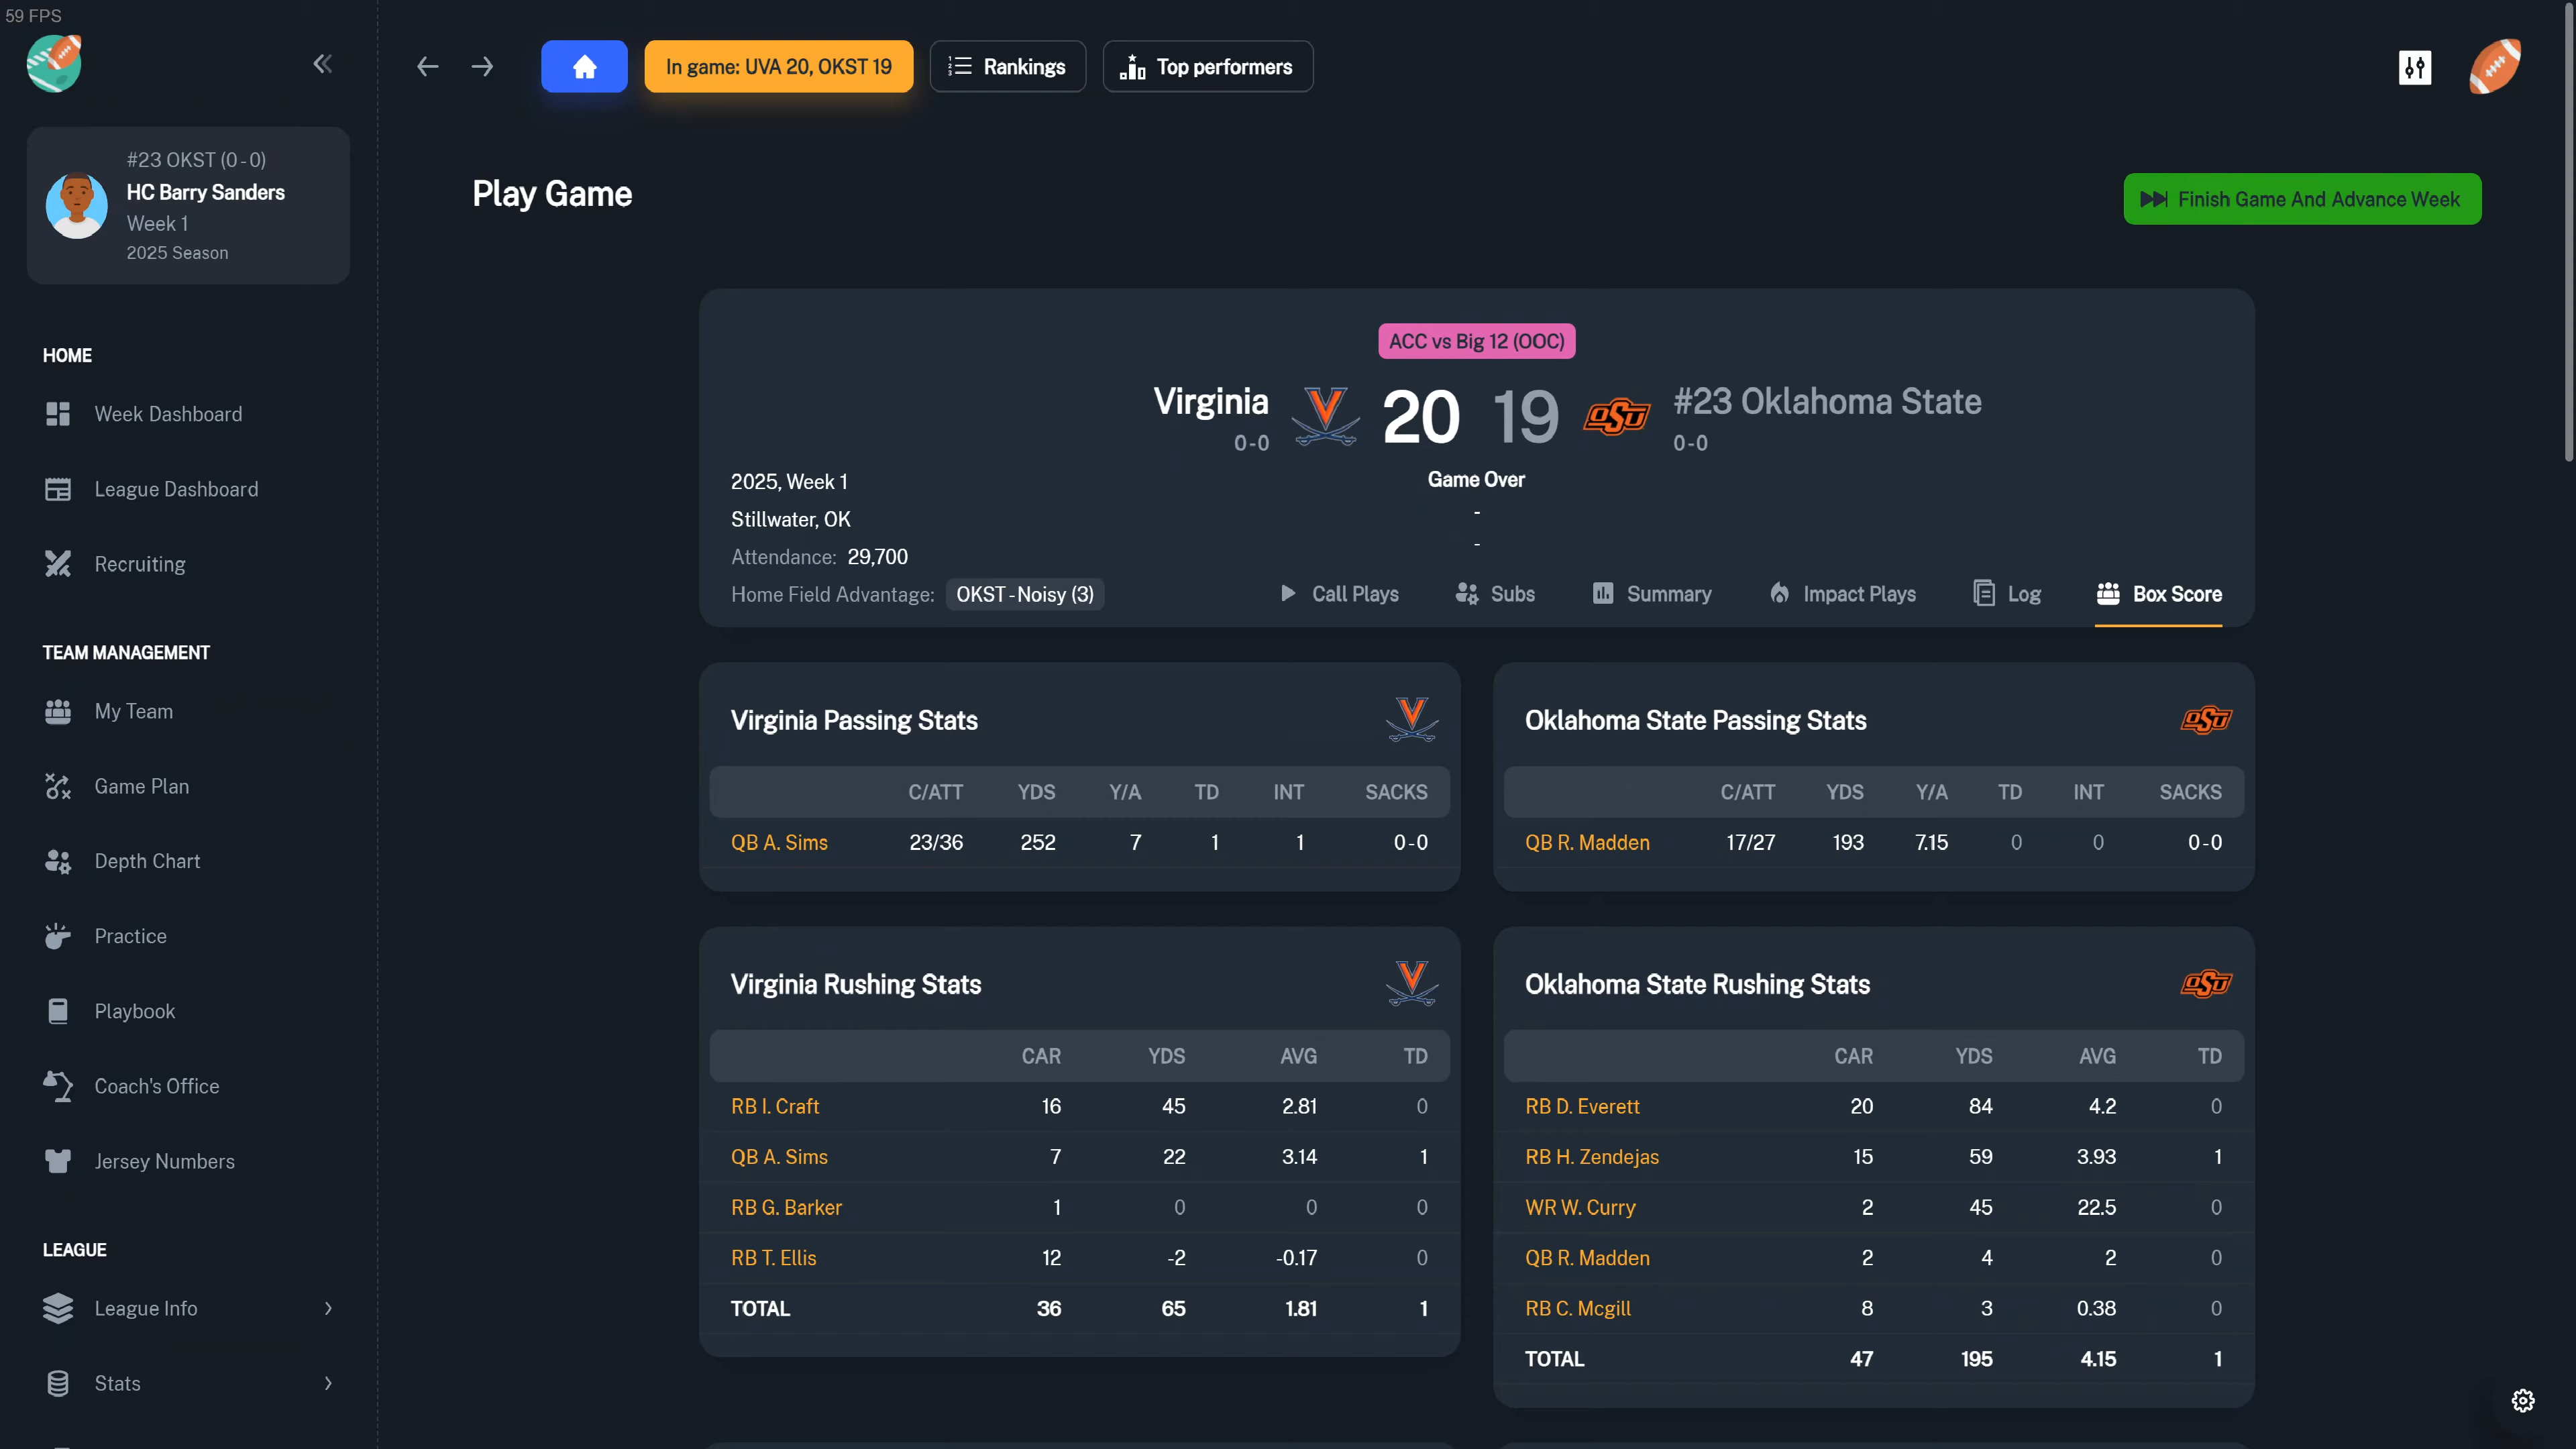 59 FPS
In game: UVA 20, OKST 19
Rankings
Top performers
#23 OKST (0-0)
HC Barry Sanders
Week 1
2025 Season
Play Game
Finish Game And Advance Week
HOME
Week Dashboard
League Dashboard
Recruiting
TEAM MANAGEMENT
My Team
Game Plan
Depth Chart
Practice
Playbook
Coach's Office
Jersey Numbers
LEAGUE
League Info
Stats
ACC vs Big 12 (OOC)
Virginia
0-0
20 19
OSU
#23 Oklahoma State
0-0
2025, Week 1
Game Over
Stillwater, OK
-
Attendance: 29,700
-
Home Field Advantage: OKST - Noisy (3)
Call Plays Subs Summary Impact Plays Log Box Score
Virginia Passing Stats
C/ATT YDS Y/A TD INT SACKS
QB A. Sims 23/36 252 7 1 1 0-0
Oklahoma State Passing Stats
OSU
C/ATT YDS Y/A TD INT SACKS
QB R. Madden 17/27 193 7.15 0 0 0-0
Virginia Rushing Stats
CAR YDS AVG TD
RB I. Craft 16 45 2.81 0
QB A. Sims 7 22 3.14 1
RB G. Barker 1 0 0 0
RB T. Ellis 12 -2 -0.17 0
TOTAL 36 65 1.81 1
Oklahoma State Rushing Stats
OSU
CAR YDS AVG TD
RB D. Everett 20 84 4.2 0
RB H. Zendejas 15 59 3.93 1
WR W. Curry 2 45 22.5 0
QB R. Madden 2 4 2 0
RB C. Mcgill 8 3 0.38 0
TOTAL 47 195 4.15 1